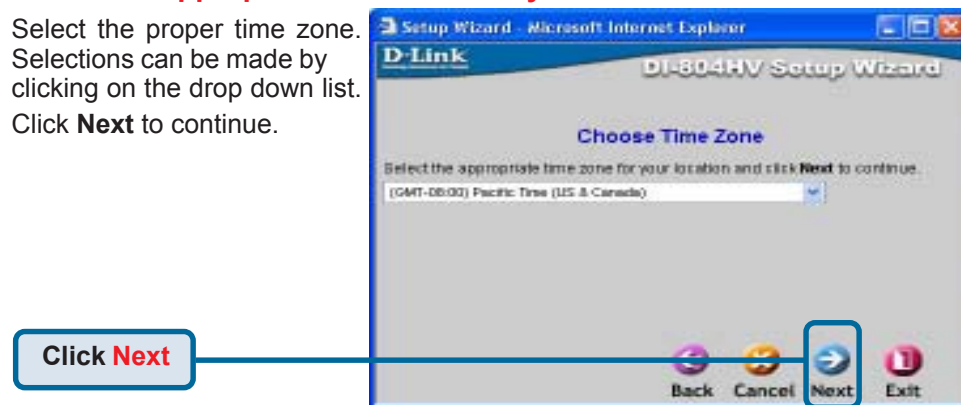 Select the proper time zone.
Selections can be made by
clicking on the drop down list.
Click Next to continue.
Setup Wizard - Microsoft Internet Explorer
D-Link
DI-804HV Setup Wizard
Choose Time Zone
Select the appropriate time zone for your location and click Next to continue.
(GMT-08:00) Pacific Time (US & Canada)
Click Next
Back Cancel Next Exit